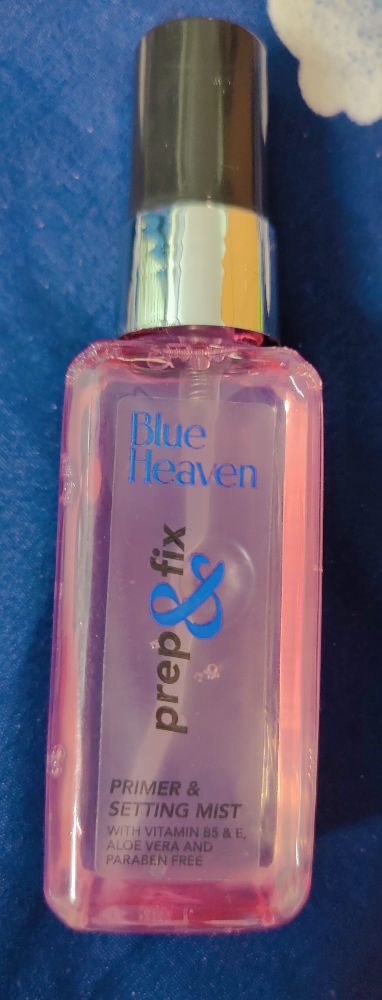 Blue
Heaven
prep & fix
PRIMER &
SETTING MIST
WITH VITAMIN B5 & E,
ALOE VERA AND
PARABEN FREE